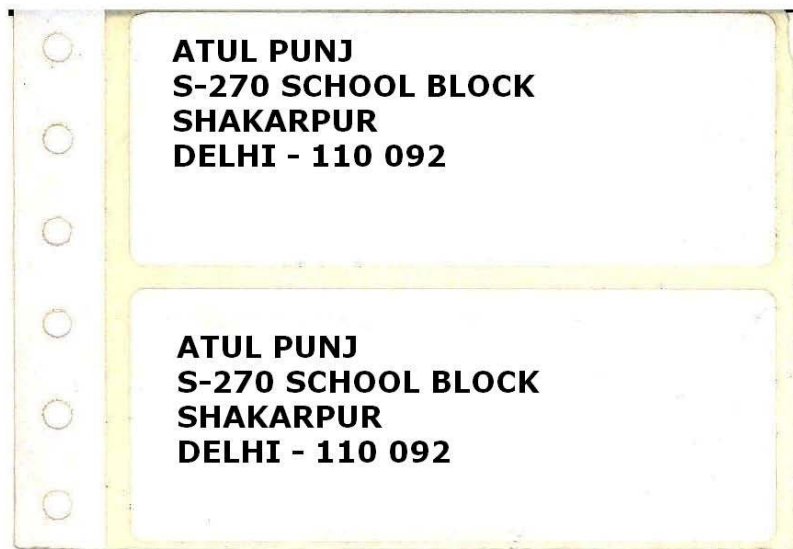 ATUL PUNJ
S-270 SCHOOL BLOCK
SHAKARPUR
DELHI - 110 092
ATUL PUNJ
S-270 SCHOOL BLOCK
SHAKARPUR
DELHI - 110 092